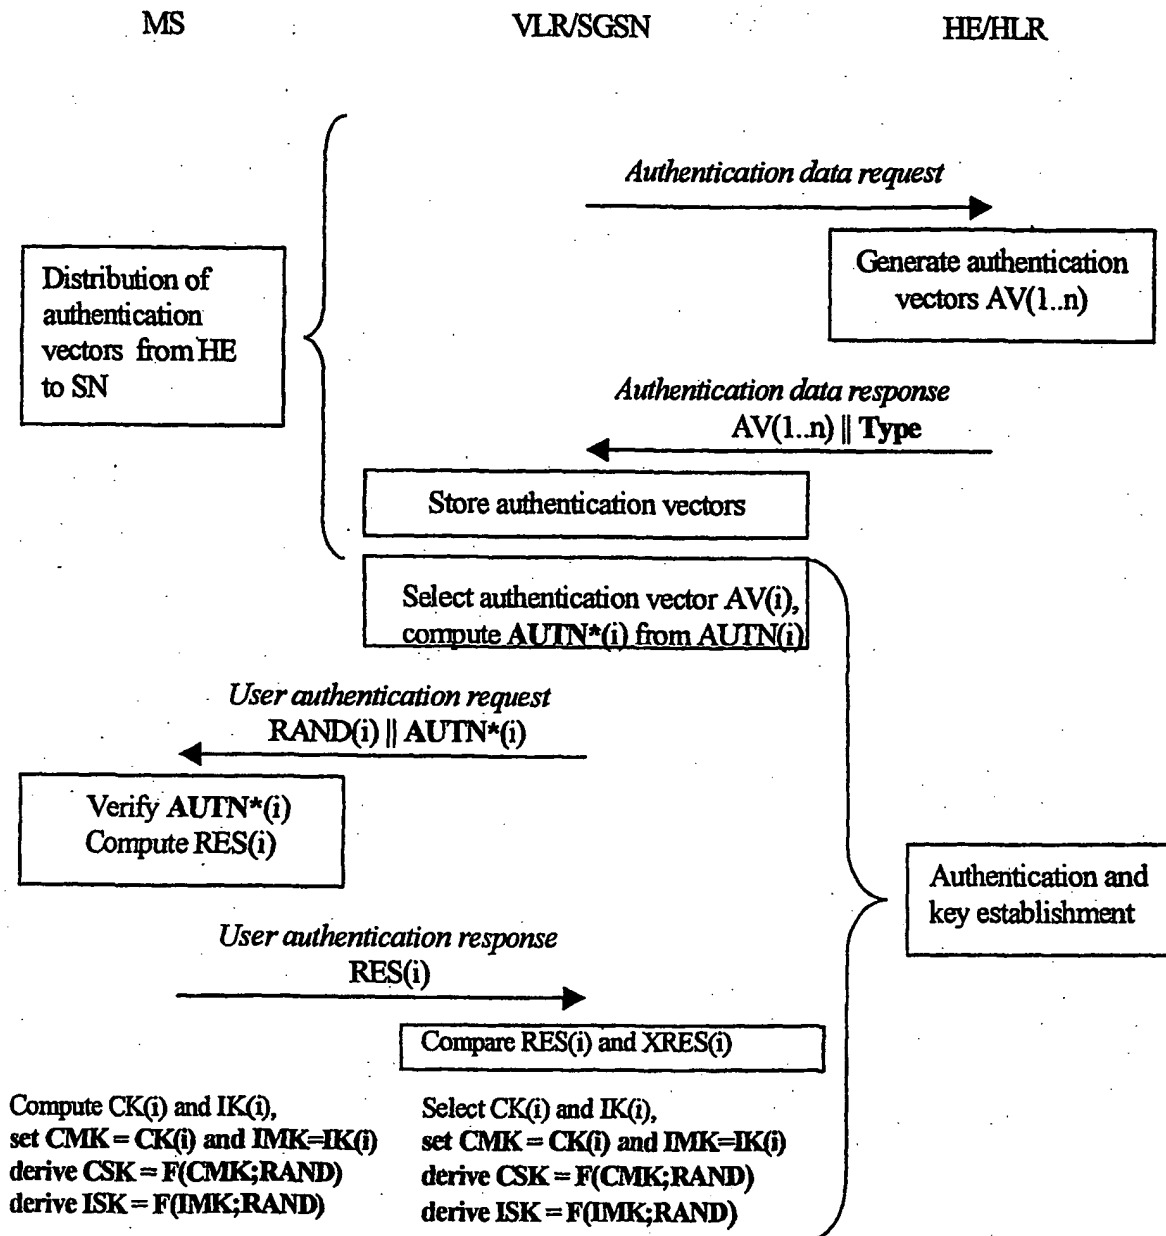 MS
VLR/SGSN
HE/HLR
Authentication data request
Generate authentication
vectors AV(1..n)
Distribution of
authentication
vectors from HE
to SN
Authentication data response
AV(1..n) || Type
Store authentication vectors
Select authentication vector AV(i),
compute AUTN*(i) from AUTN(i)
User authentication request
RAND(i) || AUTN*(i)
Verify AUTN*(i)
Compute RES(i)
Authentication and
key establishment
User authentication response
RES(i)
Compare RES(i) and XRES(i)
Compute CK(i) and IK(i),
set CMK = CK(i) and IMK=IK(i)
derive CSK = F(CMK;RAND)
derive ISK = F(IMK;RAND)
Select CK(i) and IK(i),
set CMK = CK(i) and IMK=IK(i)
derive CSK = F(CMK;RAND)
derive ISK = F(IMK;RAND)